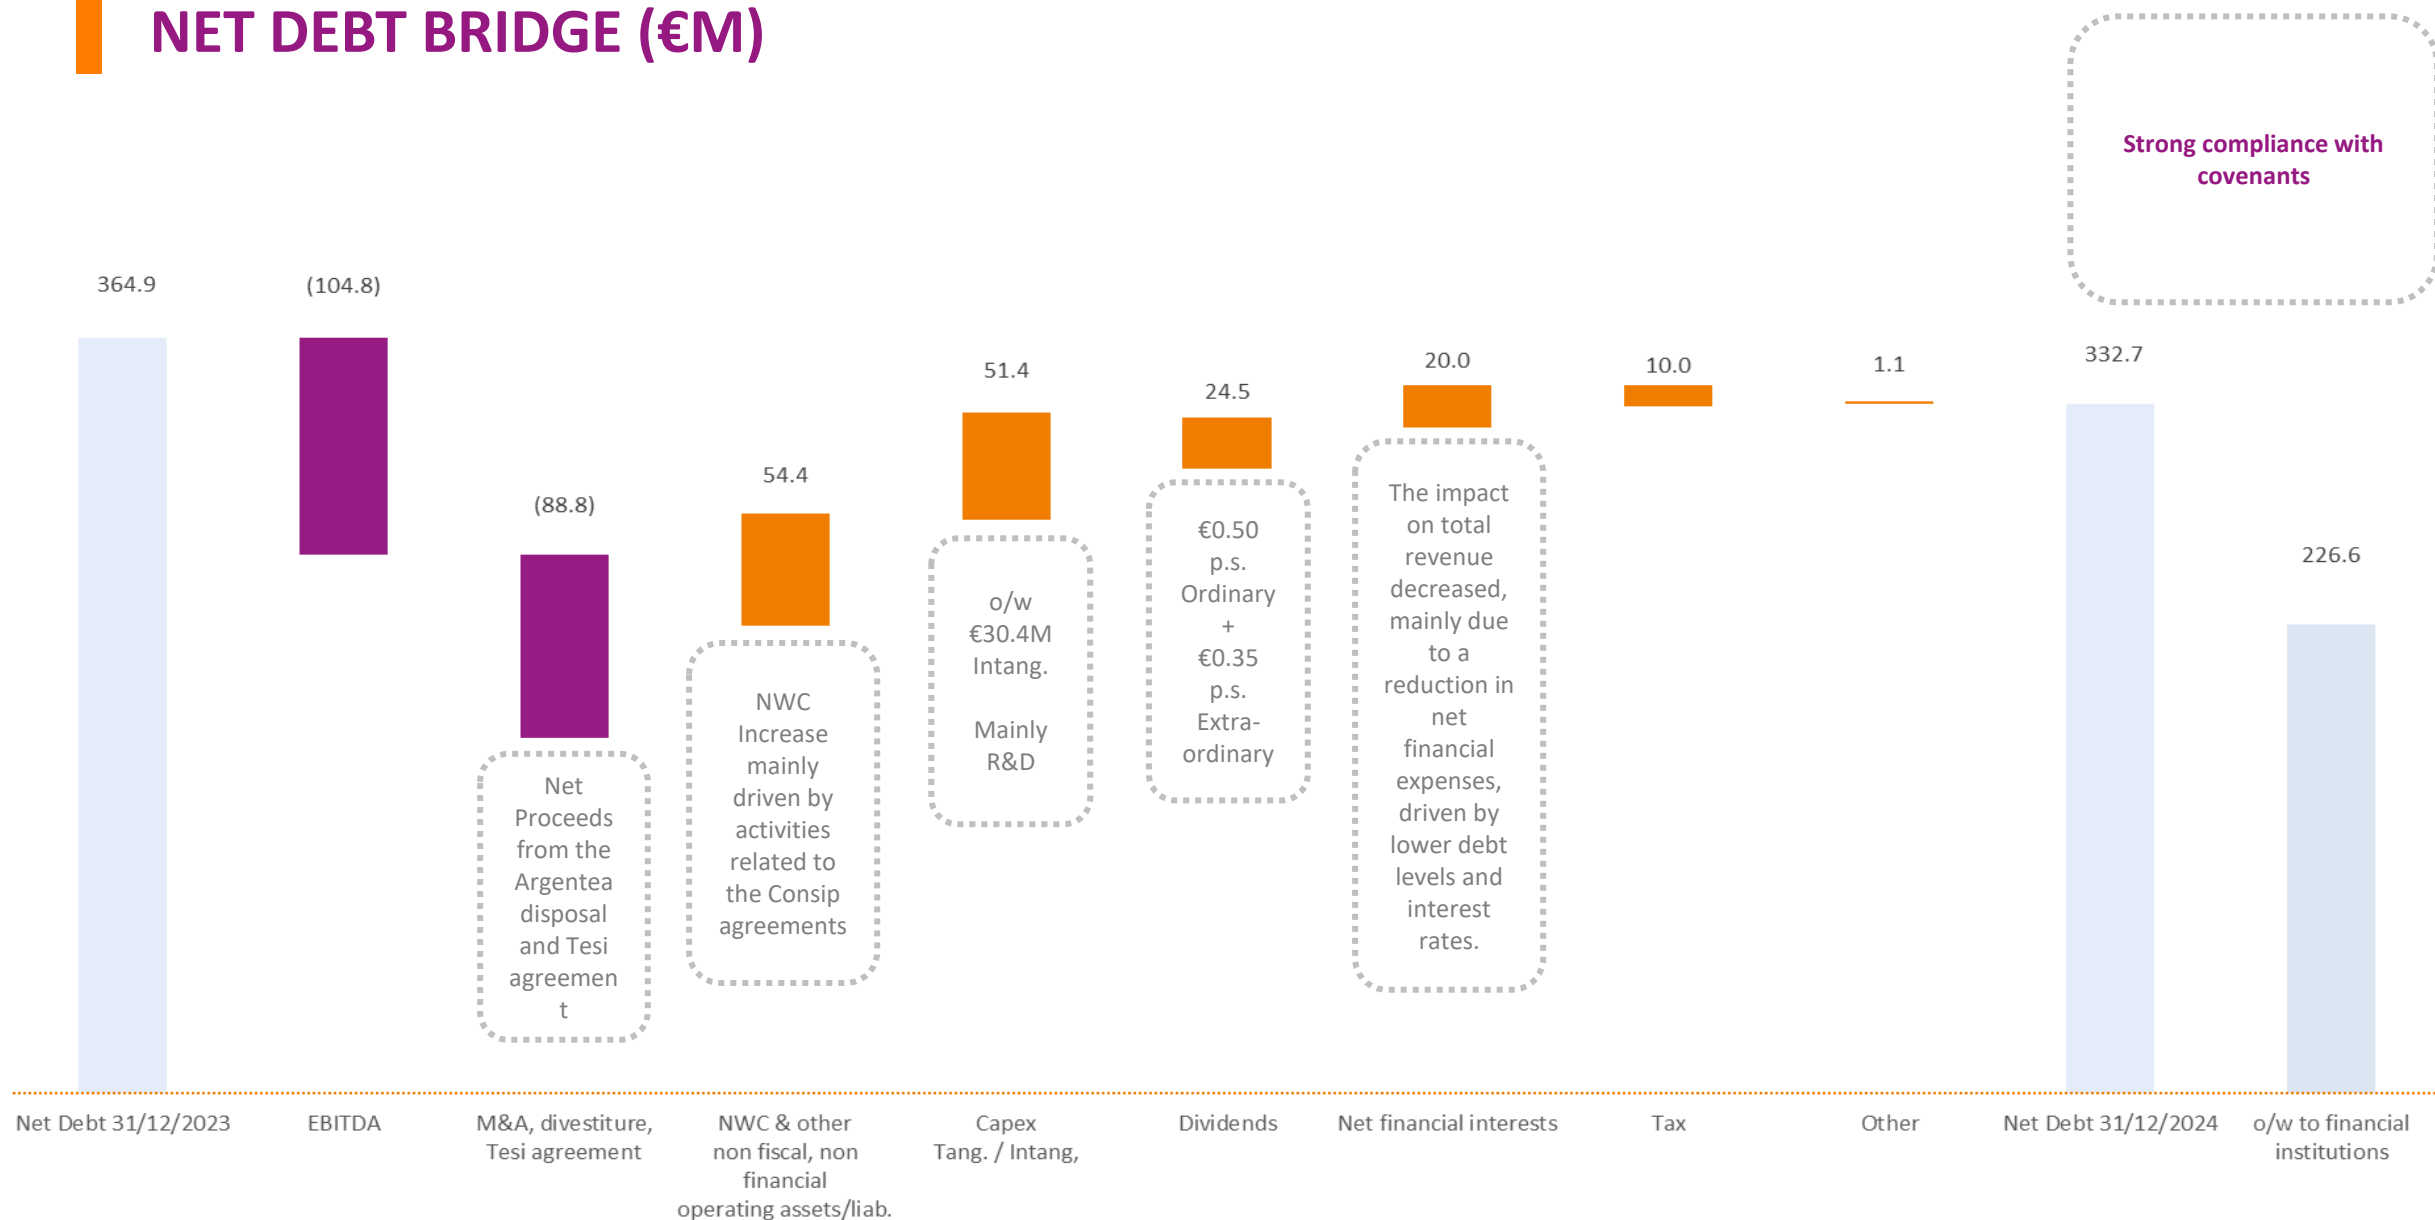 NET DEBT BRIDGE (€M)
Strong compliance with
covenants
364.9
(104.8)
(88.8)
Net
Proceeds
from the
Argentea
disposal
and Tesi
agreemen
t
54.4
NWC
Increase
mainly
driven by
activities
related to
the Consip
agreements
51.4
o/w
€30.4M
Intang.
Mainly
R&D
24.5
€0.50
p.s.
Ordinary
+
€0.35
p.s.
Extra-
ordinary
20.0
The impact
on total
revenue
decreased,
mainly due
to a
reduction in
net
financial
expenses,
driven by
lower debt
levels and
interest
rates.
10.0
1.1
332.7
226.6
Net Debt 31/12/2023
EBITDA
M&A, divestiture,
Tesi agreement
NWC & other
non fiscal, non
financial
operating assets/liab.
Capex
Tang. / Intang,
Dividends
Net financial interests
Tax
Other
Net Debt 31/12/2024
o/w to financial
institutions